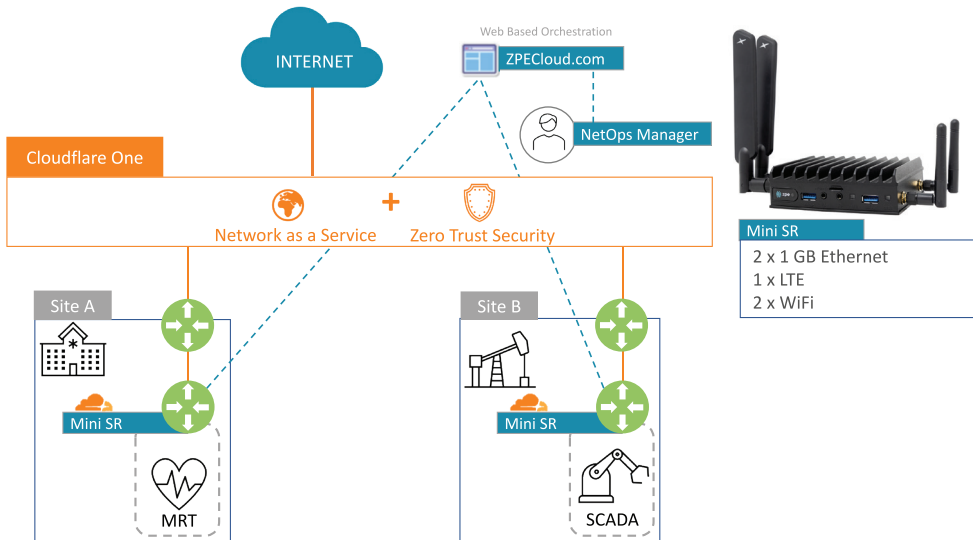 Web Based Orchestration
INTERNET
ZPECloud.com
NetOps Manager
Cloudflare One
+
Network as a Service
Zero Trust Security
Mini SR
2 x 1 GB Ethernet
1 x LTE
2 x WiFi
Site A
Site B
Mini SR
Mini SR
MRT
SCADA